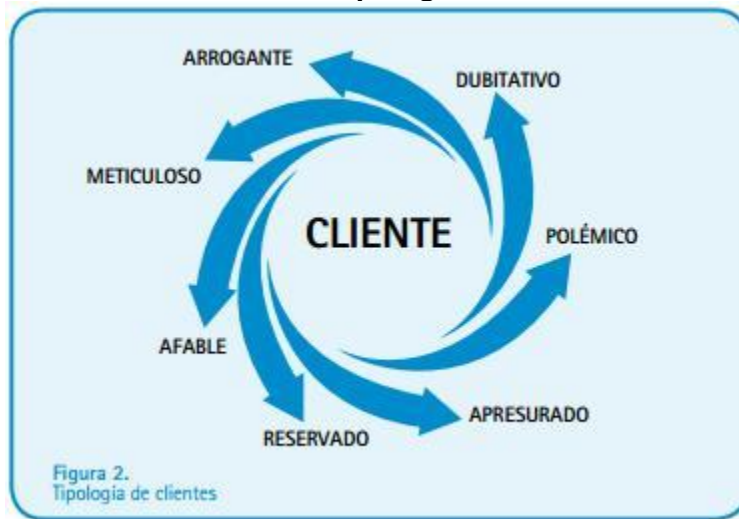 ARROGANTE
DUBITATIVO
METICULOSO
CLIENTE
POLÉMICO
AFABLE
RESERVADO
APRESURADO
Figura 2.
Tipología de clientes